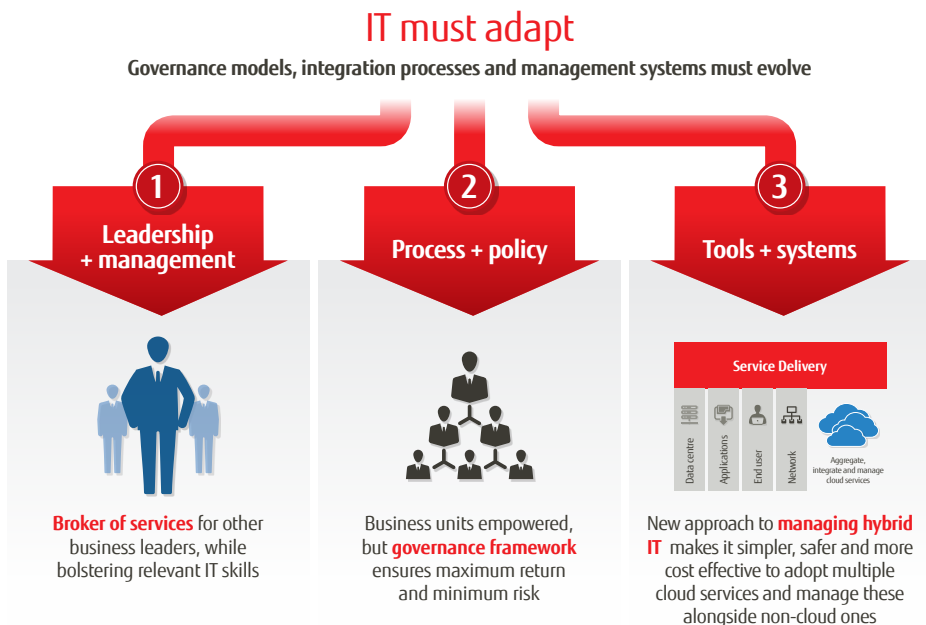 IT must adapt
Governance models, integration processes and management systems must evolve
1
Leadership
+ management
Broker of services for other
business leaders, while
bolstering relevant IT skills
2
Process + policy
Business units empowered,
but governance framework
ensures maximum return
and minimum risk
3
Tools + systems
Service Delivery
Data centre
Applications
End user
Network
Aggregate,
integrate and manage
cloud services
New approach to managing hybrid
IT makes it simpler, safer and more
cost effective to adopt multiple
cloud services and manage these
alongside non-cloud ones